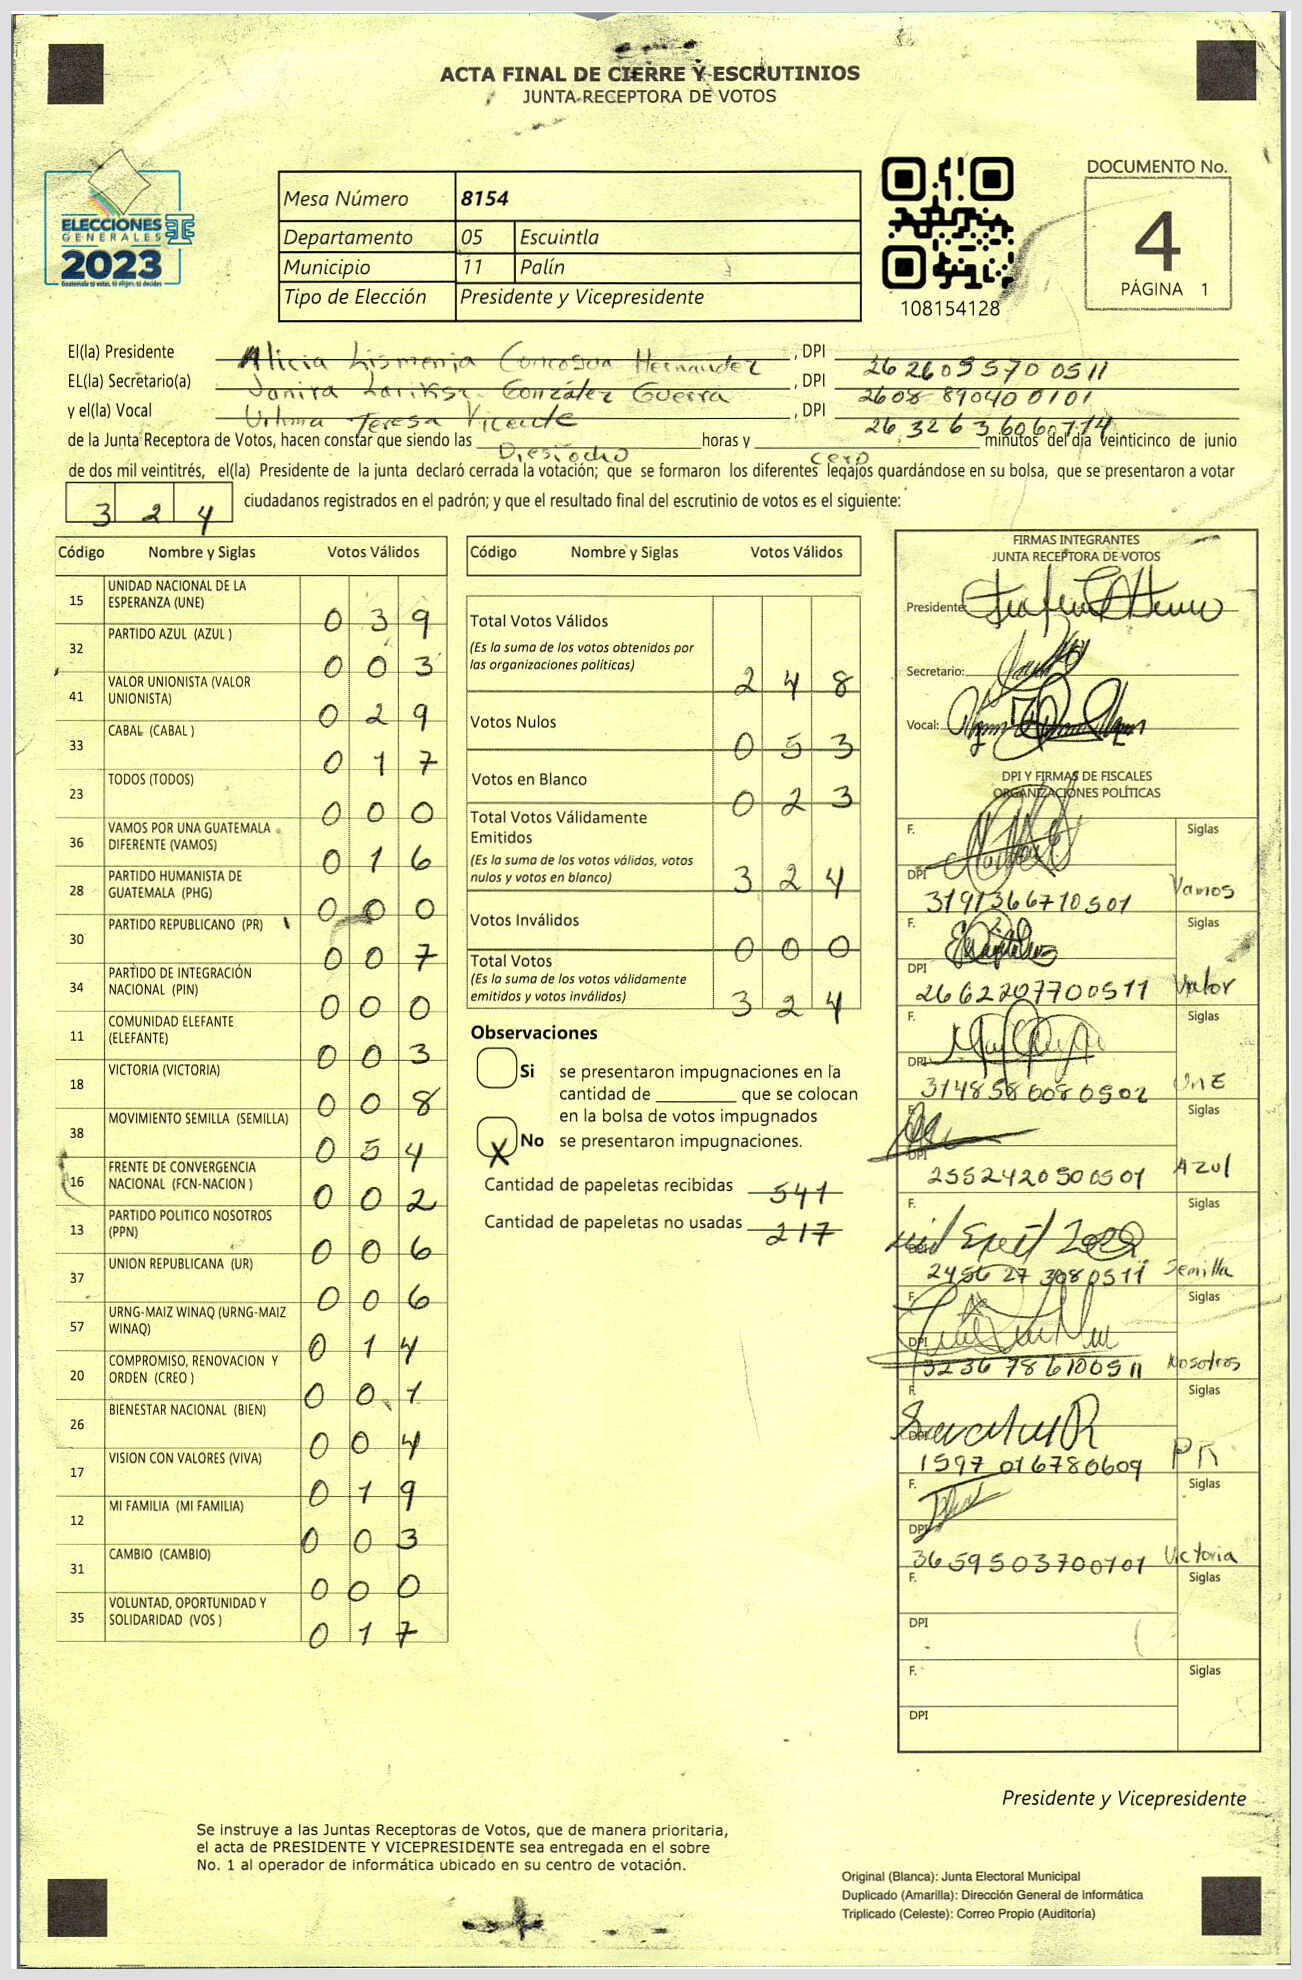 ACTA FINAL DE CIERRE Y ESCRUTINIOS
JUNTA RECEPTORA DE VOTOS
ELECCIONES
GENERALES
2023
Guatemala tú votas, tú eliges, tú decides
Mesa Número 8154
Departamento 05 Escuintla
Municipio 11 Palín
Tipo de Elección Presidente y Vicepresidente
108154128
DOCUMENTO No.
4
PÁGINA 1
El(la) Presidente Alicia Hernandez , DPI 2626095700511
EL(la) Secretario(a) Janira González Guerra , DPI 2608 89040 0101
y el(la) Vocal Teresa Vicente , DPI
de la Junta Receptora de Votos, hacen constar que siendo las Diesiocho horas y cero minutos del día veinticinco de junio
de dos mil veintitrés, el(la) Presidente de la junta declaró cerrada la votación; que se formaron los diferentes legajos guardándose en su bolsa, que se presentaron a votar
3 2 4 ciudadanos registrados en el padrón; y que el resultado final del escrutinio de votos es el siguiente:
Código Nombre y Siglas Votos Válidos
15 UNIDAD NACIONAL DE LA ESPERANZA (UNE) 0 3 9
32 PARTIDO AZUL (AZUL ) 0 0 3
41 VALOR UNIONISTA (VALOR UNIONISTA) 0 2 9
33 CABAL (CABAL ) 0 1 7
23 TODOS (TODOS) 0 0 0
36 VAMOS POR UNA GUATEMALA DIFERENTE (VAMOS) 0 1 6
28 PARTIDO HUMANISTA DE GUATEMALA (PHG) 0 0 0
30 PARTIDO REPUBLICANO (PR) 0 0 7
34 PARTIDO DE INTEGRACIÓN NACIONAL (PIN) 0 0 0
11 COMUNIDAD ELEFANTE (ELEFANTE) 0 0 3
18 VICTORIA (VICTORIA) 0 0 8
38 MOVIMIENTO SEMILLA (SEMILLA) 0 5 4
16 FRENTE DE CONVERGENCIA NACIONAL (FCN-NACION ) 0 0 2
13 PARTIDO POLITICO NOSOTROS (PPN) 0 0 6
37 UNION REPUBLICANA (UR) 0 0 6
57 URNG-MAIZ WINAQ (URNG-MAIZ WINAQ) 0 1 4
20 COMPROMISO, RENOVACION Y ORDEN (CREO ) 0 0 1
26 BIENESTAR NACIONAL (BIEN) 0 0 4
17 VISION CON VALORES (VIVA) 0 1 9
12 MI FAMILIA (MI FAMILIA) 0 0 3
31 CAMBIO (CAMBIO) 0 0 0
35 VOLUNTAD, OPORTUNIDAD Y SOLIDARIDAD (VOS ) 0 1 7
Código Nombre y Siglas Votos Válidos
Total Votos Válidos 2 4 8
(Es la suma de los votos obtenidos por
las organizaciones políticas)
Votos Nulos 0 5 3
Votos en Blanco 0 2 3
Total Votos Válidamente
Emitidos 3 2 4
(Es la suma de los votos válidos, votos
nulos y votos en blanco)
Votos Inválidos 0 0 0
Total Votos 3 2 4
(Es la suma de los votos válidamente
emitidos y votos inválidos)
Observaciones
Si se presentaron impugnaciones en la
cantidad de ________ que se colocan
en la bolsa de votos impugnados
X No se presentaron impugnaciones.
Cantidad de papeletas recibidas 541
Cantidad de papeletas no usadas 217
FIRMAS INTEGRANTES
JUNTA RECEPTORA DE VOTOS
Presidente:
Secretario:
Vocal:
DPI Y FIRMAS DE FISCALES
ORGANIZACIONES POLÍTICAS
F. Siglas
DPI 3191366710501 Vamos
F. Siglas
DPI 2662207700511 Valor
F. Siglas
DPI 3148586080502 UnE
F. Siglas
DPI 2552420500501 AZUl
F. Siglas
DPI 2456 27 3080511 Semilla
F. Siglas
DPI 3236 78 6100511 Nosotros
F. Siglas
DPI 1597 016780609 PR
F. Siglas
DPI 3659503700101 Victoria
F. Siglas
DPI
F. Siglas
DPI
Presidente y Vicepresidente
Se instruye a las Juntas Receptoras de Votos, que de manera prioritaria,
el acta de PRESIDENTE Y VICEPRESIDENTE sea entregada en el sobre
No. 1 al operador de informática ubicado en su centro de votación.
Original (Blanca): Junta Electoral Municipal
Duplicado (Amarilla): Dirección General de Informática
Triplicado (Celeste): Correo Propio (Auditoría)